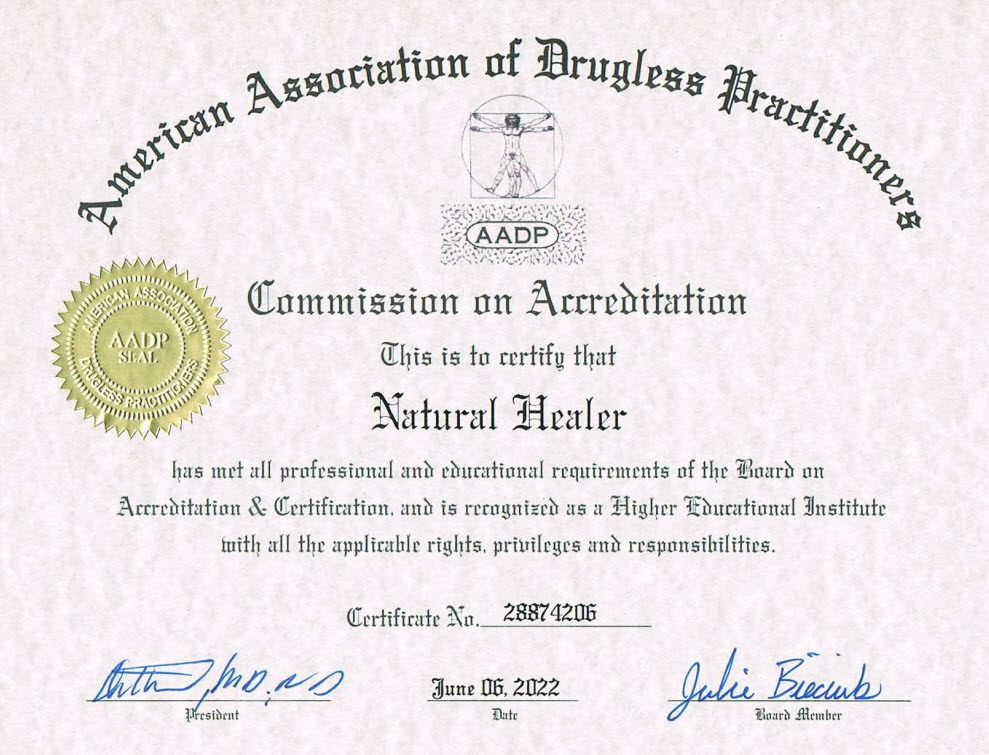 American Association of Drugless Practitioners
AADP
AMERICAN ASSOCIATION
AADP
SEAL
DRUGLESS PRACTITIONERS
Commission on Accreditation
This is to certify that
Natural Healer
has met all professional and educational requirements of the Board on
Accreditation & Certification, and is recognized as a Higher Educational Institute
with all the applicable rights, privileges and responsibilities.
Certificate No. 28874206
, MD, ND
June 06, 2022
Julie
President
Date
Board Member